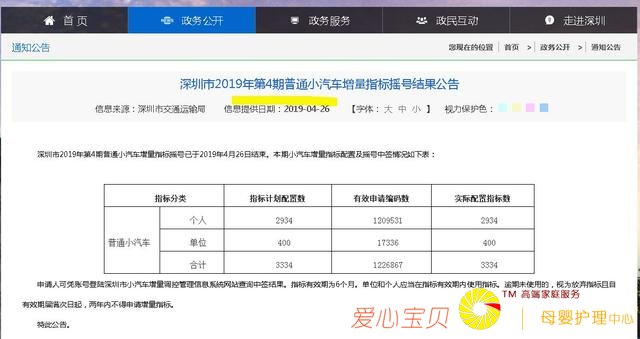 首 页 政务公开 政务服务 政民互动 走进深圳
通知公告 您现在的位置 首页 > 政务公开 > 通知公告
深圳市2019年第4期普通小汽车增量指标摇号结果公告
信息来源：深圳市交通运输局 信息提供日期：2019-04-26 【字体：大 中 小】 视力保护色：
深圳市2019年第4期普通小汽车增量指标摇号已于2019年4月26日结束。本期小汽车增量指标配置及摇号中签情况如下表：
指标分类 指标计划配置数 有效申请编码数 实际配置指标数
普通小汽车 个人 2934 1209531 2934
单位 400 17336 400
合计 3334 1226867 3334
申请人可凭账号登陆深圳市小汽车增量调控管理信息系统网站查询中签结果。指标有效期为6个月。单位和个人应当在指标有效期内使用指标。逾期未使用的，视为放弃指标且自
有效期届首次日起，两年内不得申请增量指标。
特此公告。
爱心宝贝 TM 高端家庭服务
母婴护理中心